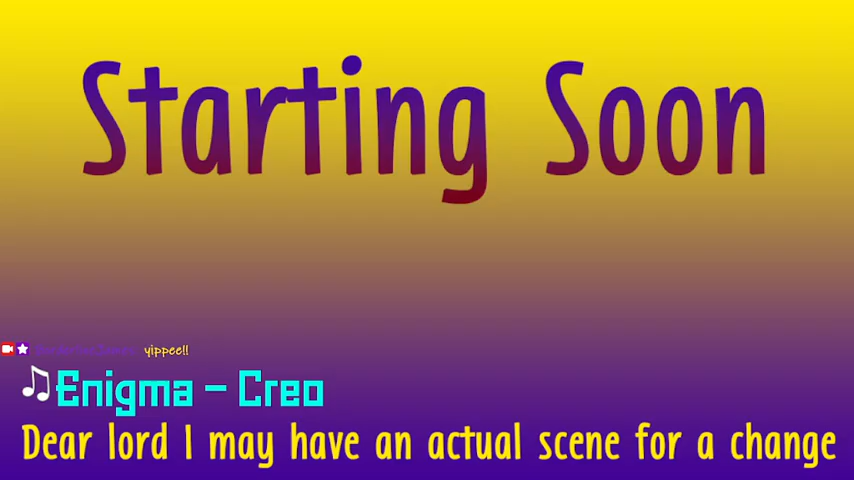 Starting Soon
yippee!!
Enigma - Creo
Dear lord I may have an actual scene for a change